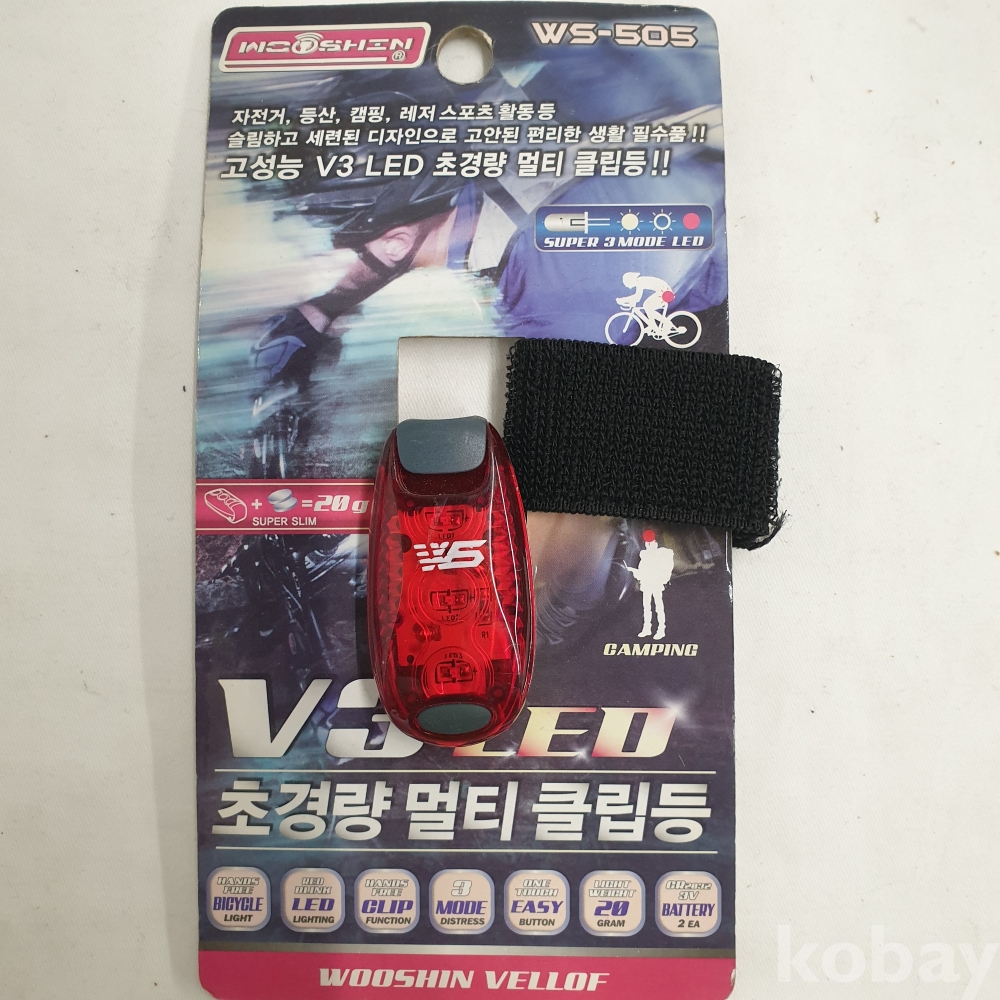 WOOSHIN ®
WS-505
자전거, 등산, 캠핑, 레저 스포츠 활동 등
슬림하고 세련된 디자인으로 고안된 편리한 생활 필수품!!
고성능 V3 LED 초경량 멀티 클립등!!
SUPER 3 MODE LED
+ = 20 g
SUPER SLIM
LED1
LED2
R1
LED3
CAMPING
V3 LED
초경량 멀티 클립등
HANDS FREE BICYCLE LIGHT
RED BLINK LED LIGHTING
HANDS FREE CLIP FUNCTION
3 MODE DISTRESS
ONE TOUCH EASY BUTTON
LIGHT WEIGHT 20 GRAM
CR2032 3V BATTERY 2 EA
WOOSHIN VELLOF
kobay